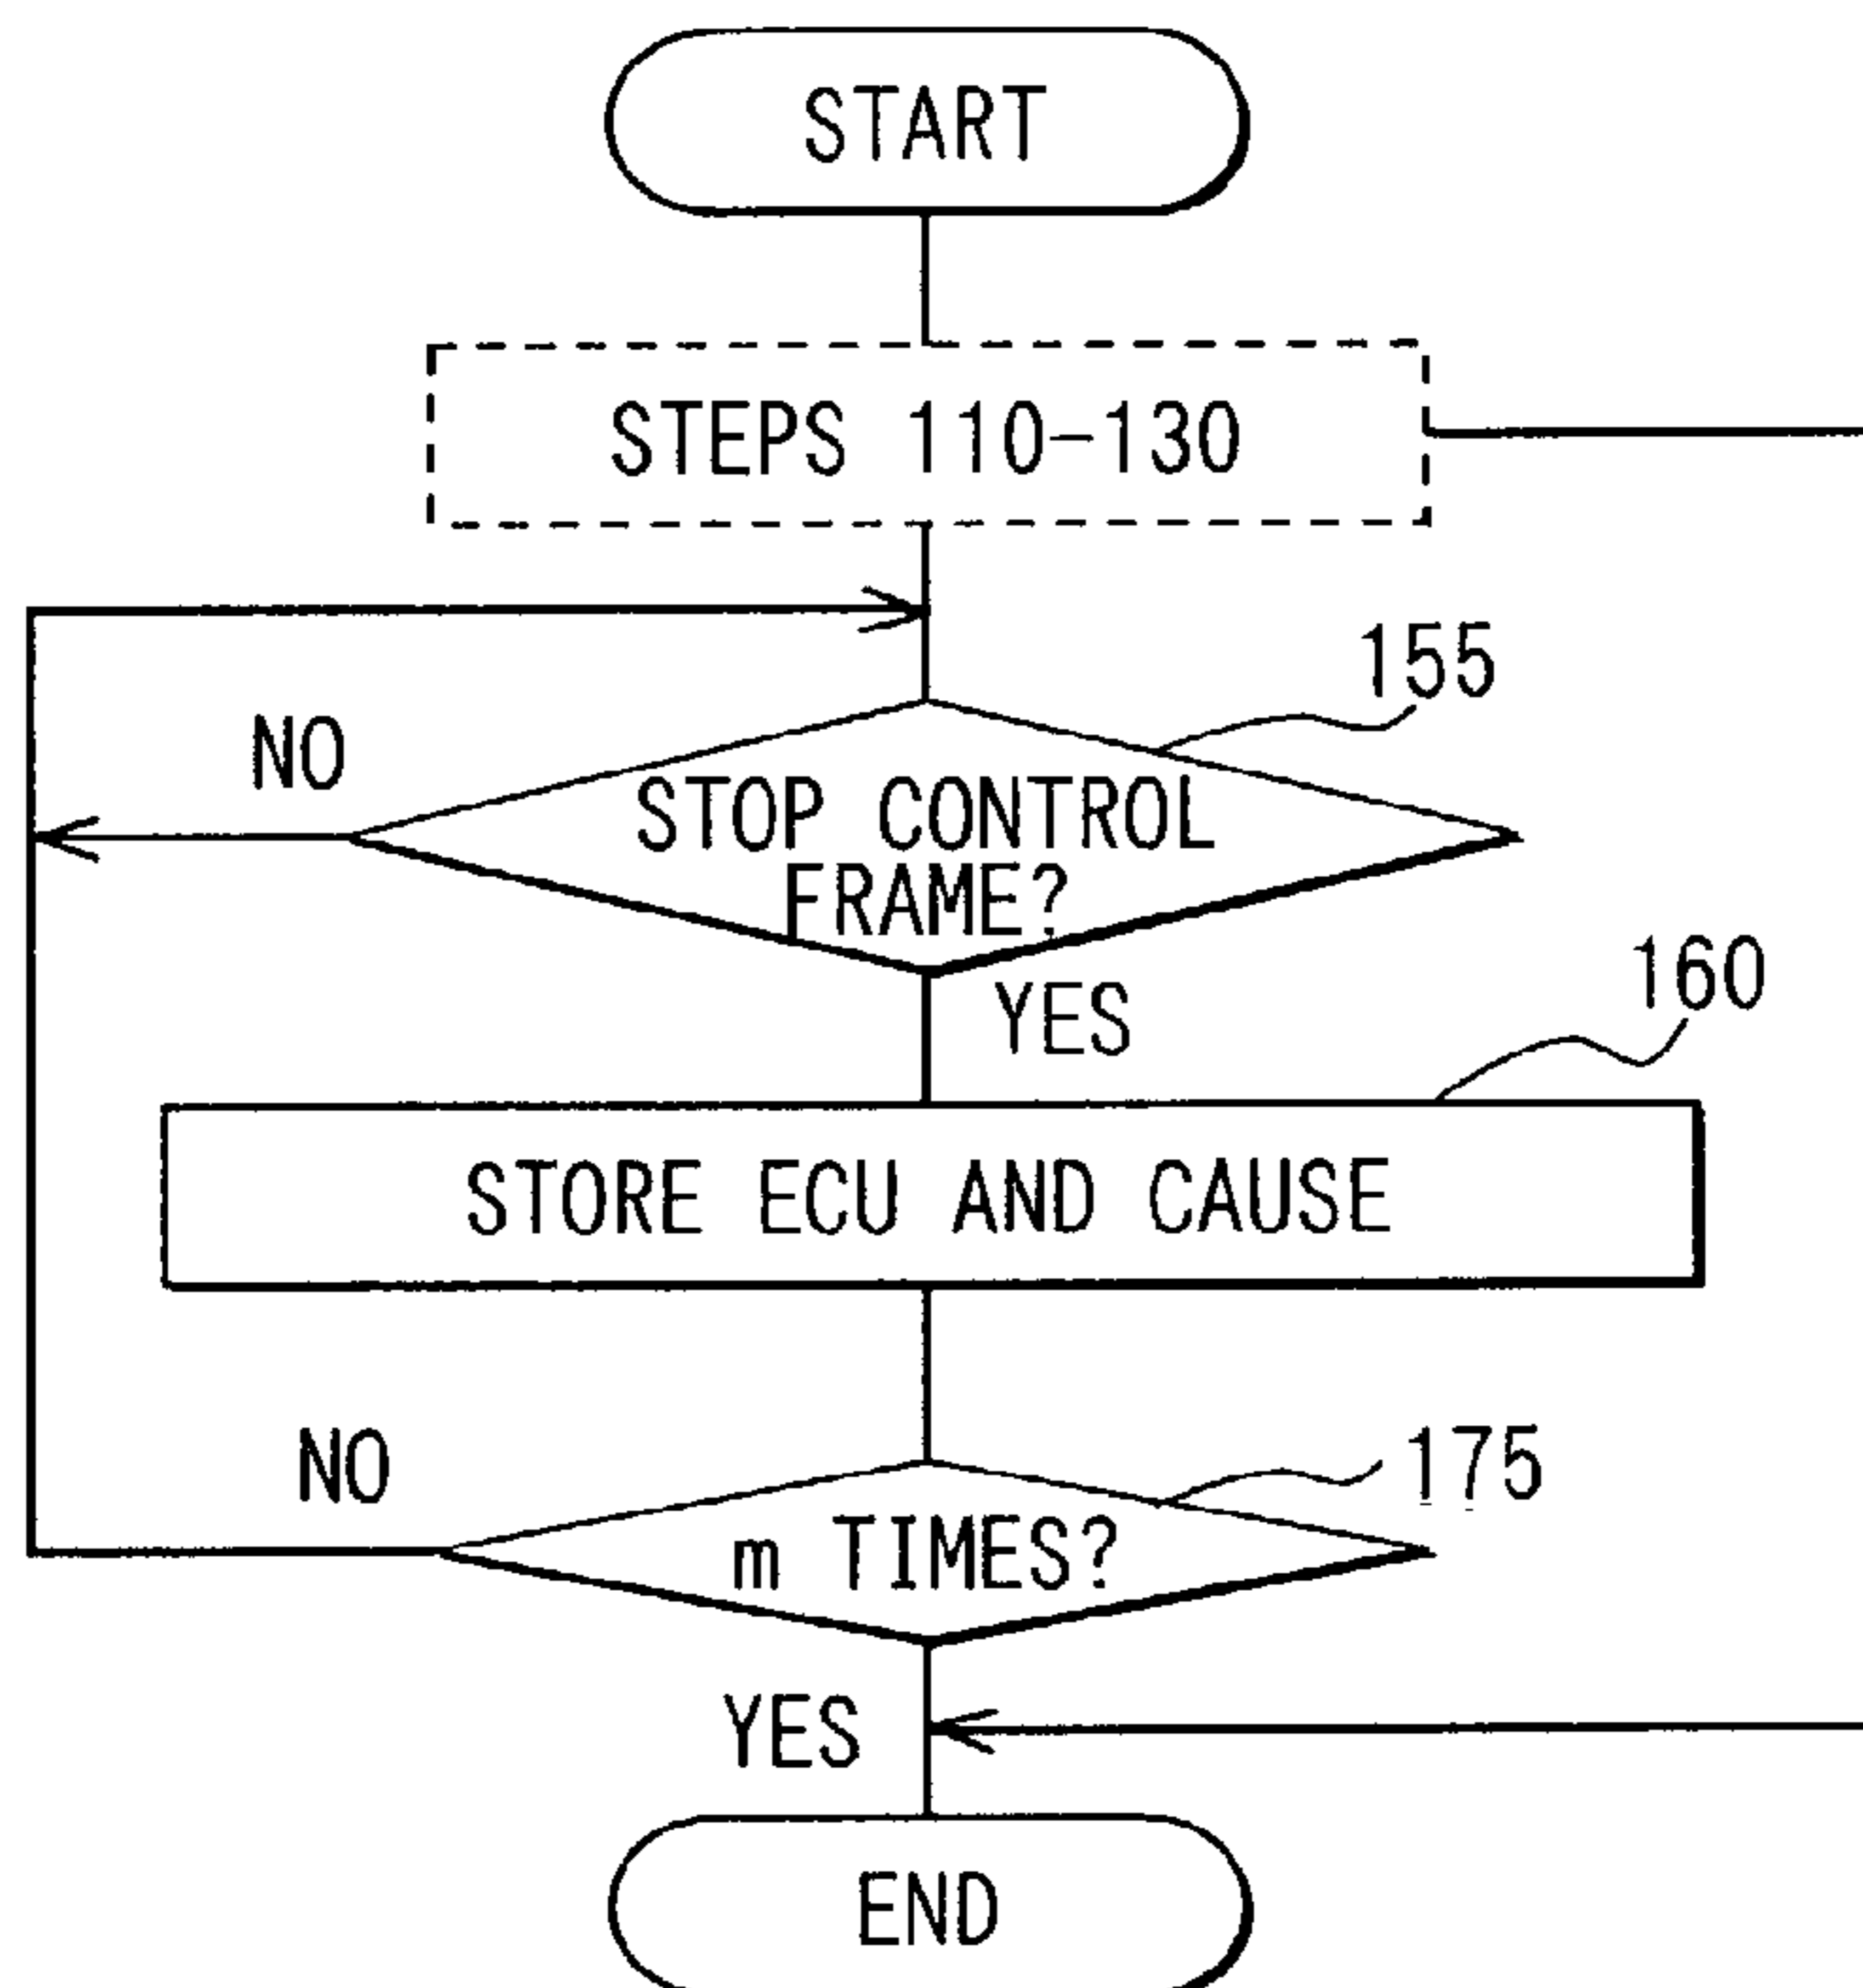 START
STEPS 110-130
155
NO
STOP CONTROL
FRAME?
160
YES
STORE ECU AND CAUSE
NO
175
m TIMES?
YES
END